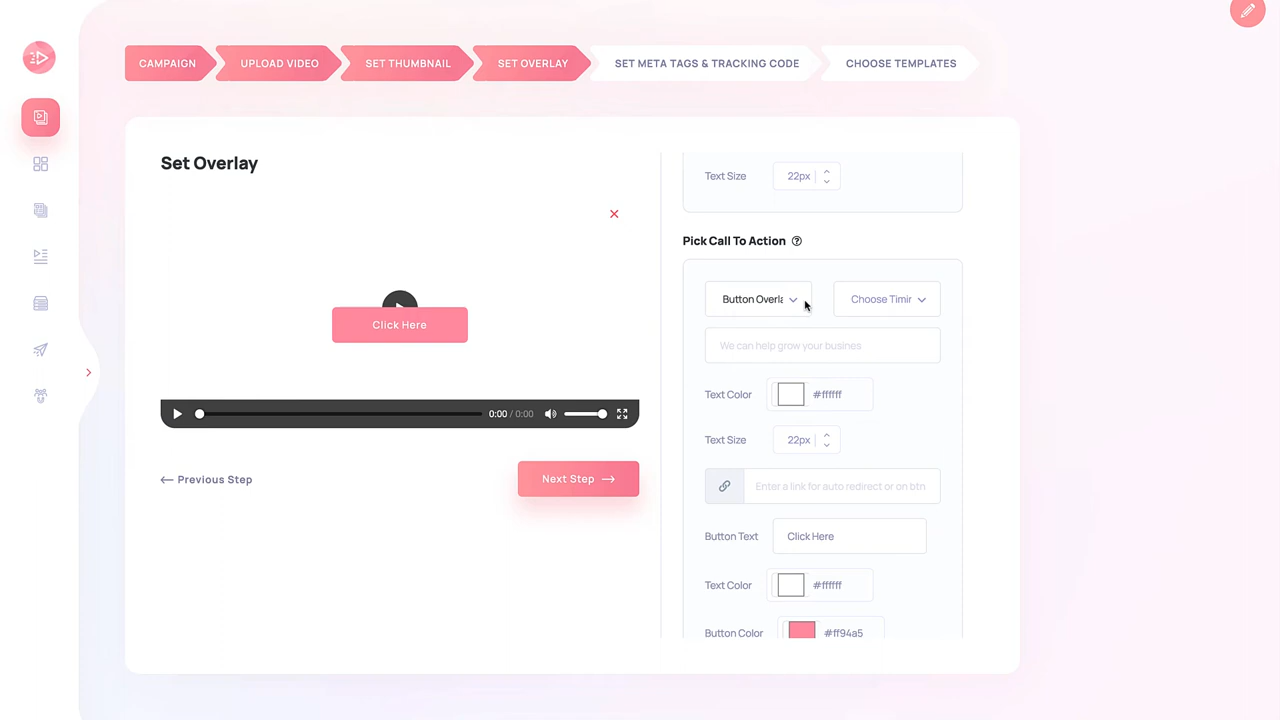 CAMPAIGN UPLOAD VIDEO SET THUMBNAIL SET OVERLAY SET META TAGS & TRACKING CODE CHOOSE TEMPLATES
Set Overlay
Click Here
0:00 / 0:00
Previous Step
Next Step
Text Size 22px
Pick Call To Action ?
Button Overla Choose Timir
We can help grow your busines
Text Color #ffffff
Text Size 22px
Enter a link for auto redirect or on btn
Button Text Click Here
Text Color #ffffff
Button Color #ff94a5